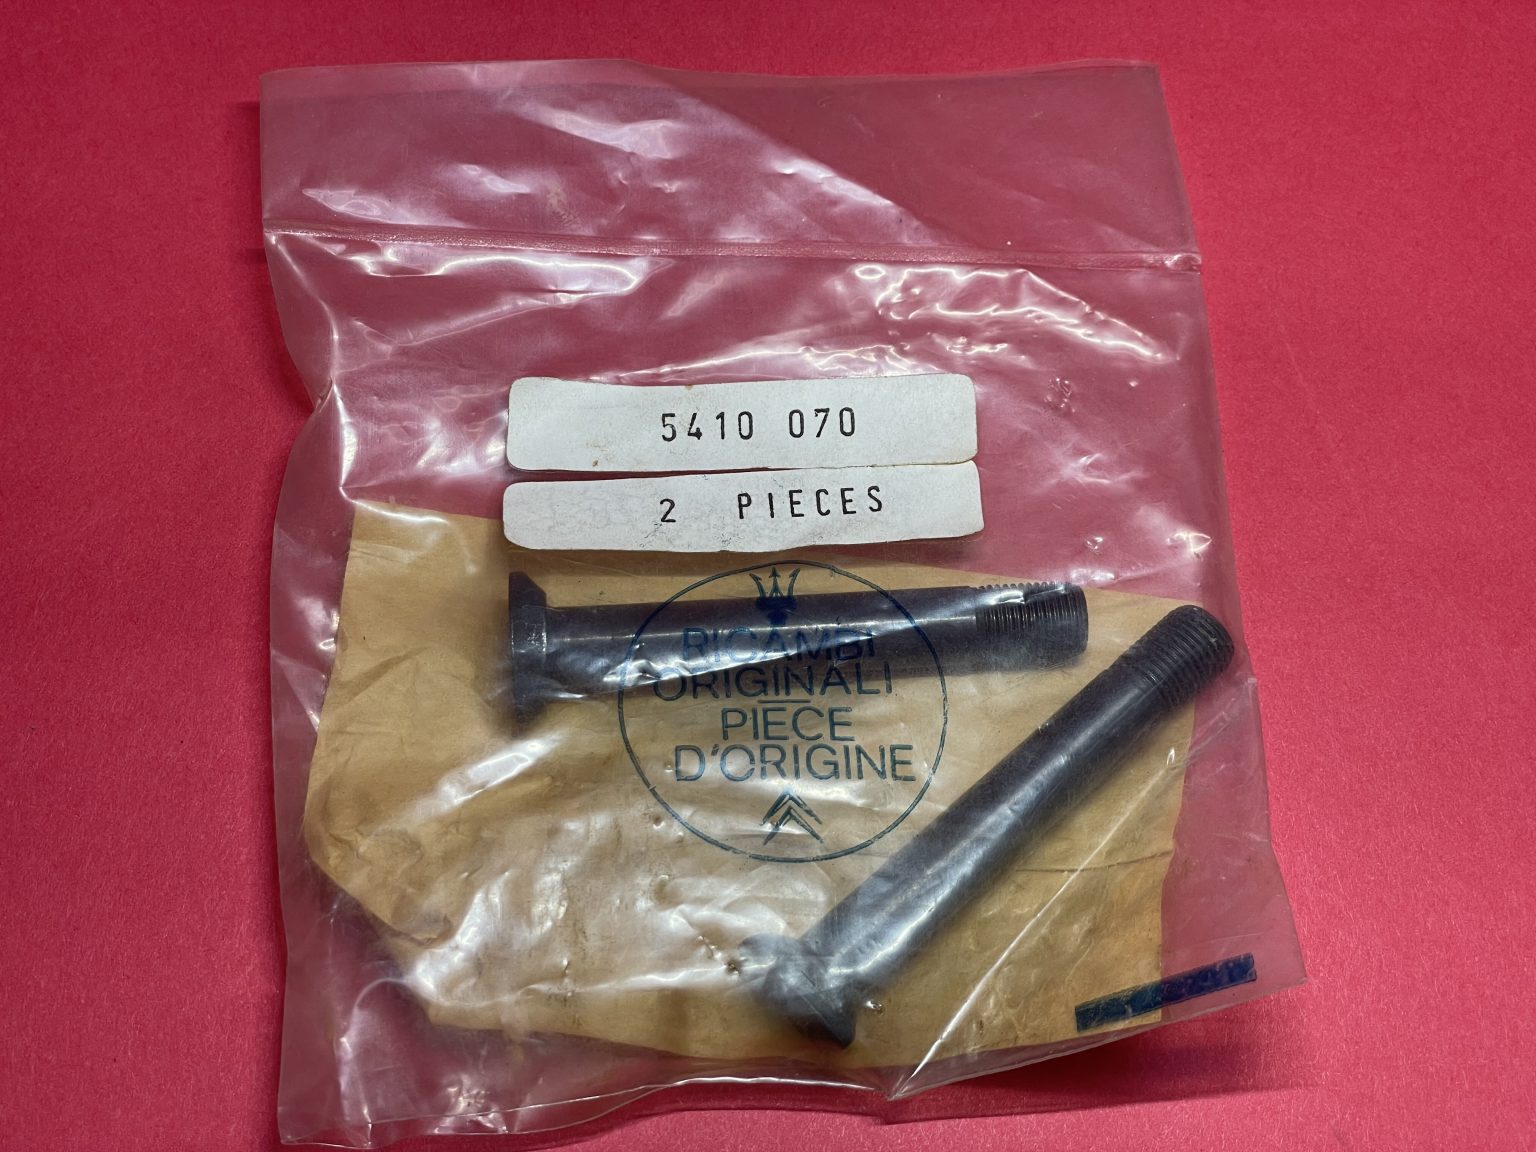 5410 070
2 PIECES
RICAMBI
ORIGINALI
PIECE
D'ORIGINE